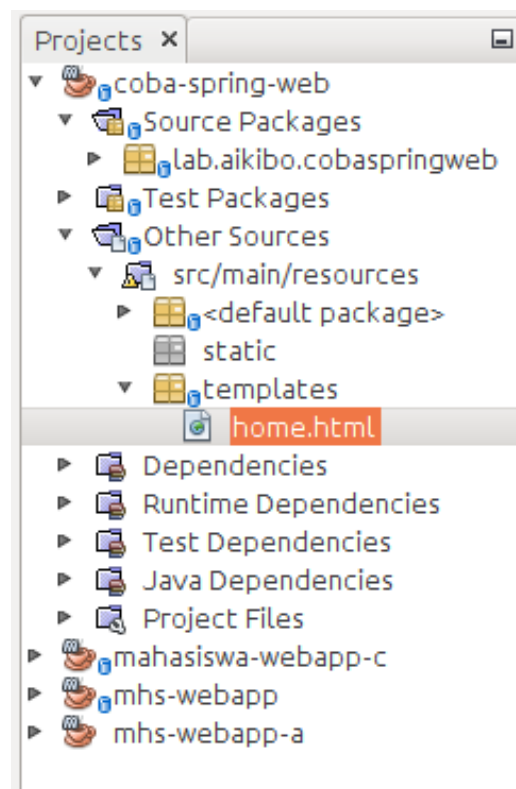 Projects
coba-spring-web
Source Packages
lab.aikibo.cobaspringweb
Test Packages
Other Sources
src/main/resources
<default package>
static
templates
home.html
Dependencies
Runtime Dependencies
Test Dependencies
Java Dependencies
Project Files
mahasiswa-webapp-c
mhs-webapp
mhs-webapp-a